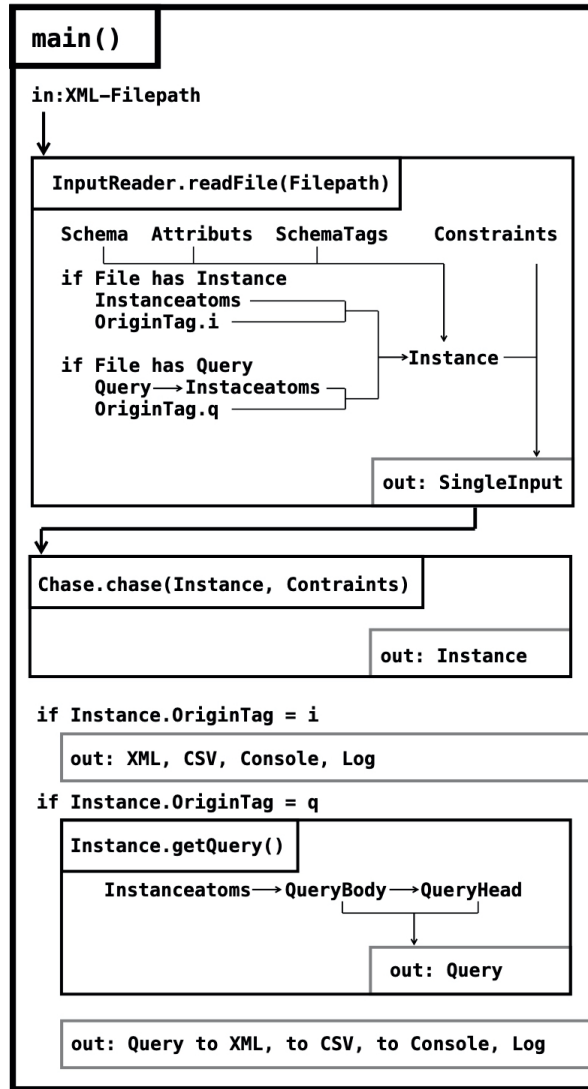 main()
in:XML-Filepath
InputReader.readFile(Filepath)
Schema Attributs SchemaTags Constraints
if File has Instance
Instanceatoms
OriginTag.i
if File has Query
Query Instaceatoms
OriginTag.q
Instance
out: SingleInput
Chase.chase(Instance, Contraints)
out: Instance
if Instance.OriginTag = i
out: XML, CSV, Console, Log
if Instance.OriginTag = q
Instance.getQuery()
Instanceatoms QueryBody QueryHead
out: Query
out: Query to XML, to CSV, to Console, Log